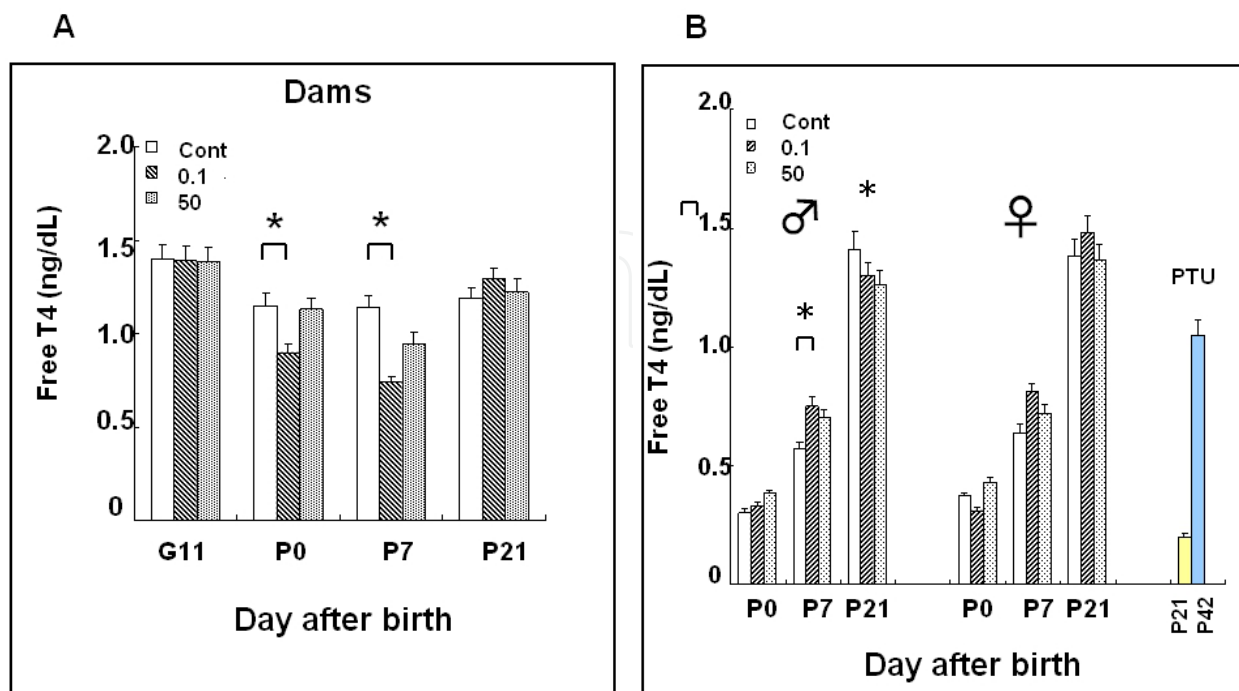 A
Dams
Cont
0.1
50
Free T4 (ng/dL)
2.0
1.5
1.0
0.5
0
*
*
G11 P0 P7 P21
Day after birth
B
Cont
0.1
50
Free T4 (ng/dL)
2.0
1.5
1.0
0.5
0
*
*
♂
♀
PTU
P0 P7 P21
P0 P7 P21
P21
P42
Day after birth